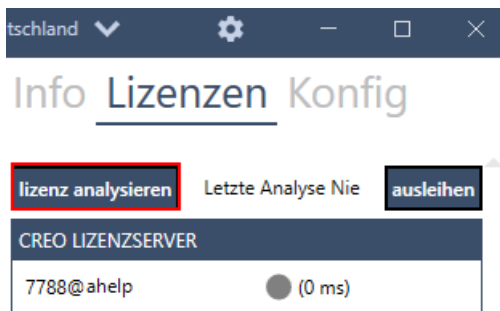 tschland
Info Lizenzen Konfig
lizenz analysieren Letzte Analyse Nie ausleihen
CREO LIZENZSERVER
7788@ahelp (0 ms)